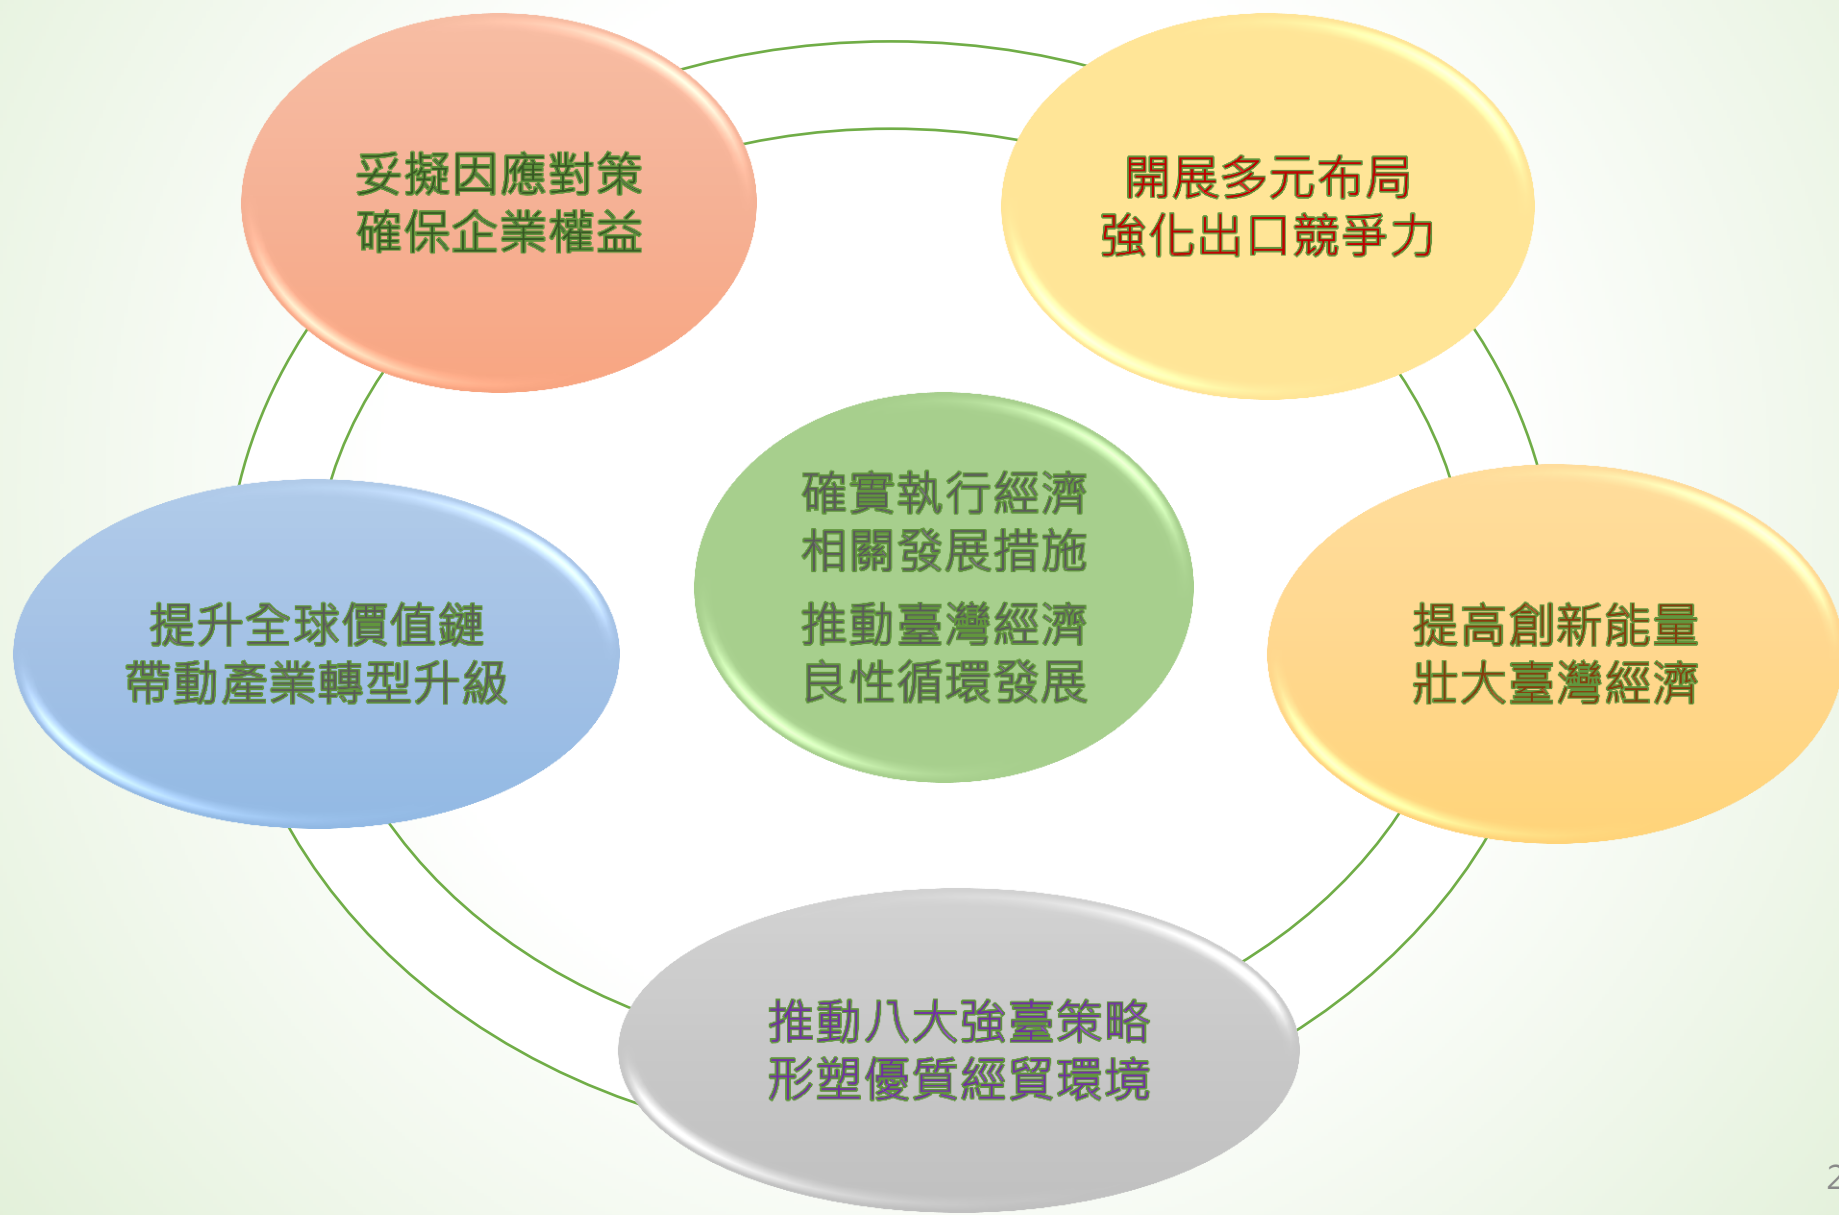 妥擬因應對策
確保企業權益
開展多元布局
強化出口競爭力
確實執行經濟
相關發展措施
推動臺灣經濟
良性循環發展
提升全球價值鏈
帶動產業轉型升級
提高創新能量
壯大臺灣經濟
推動八大強臺策略
形塑優質經貿環境